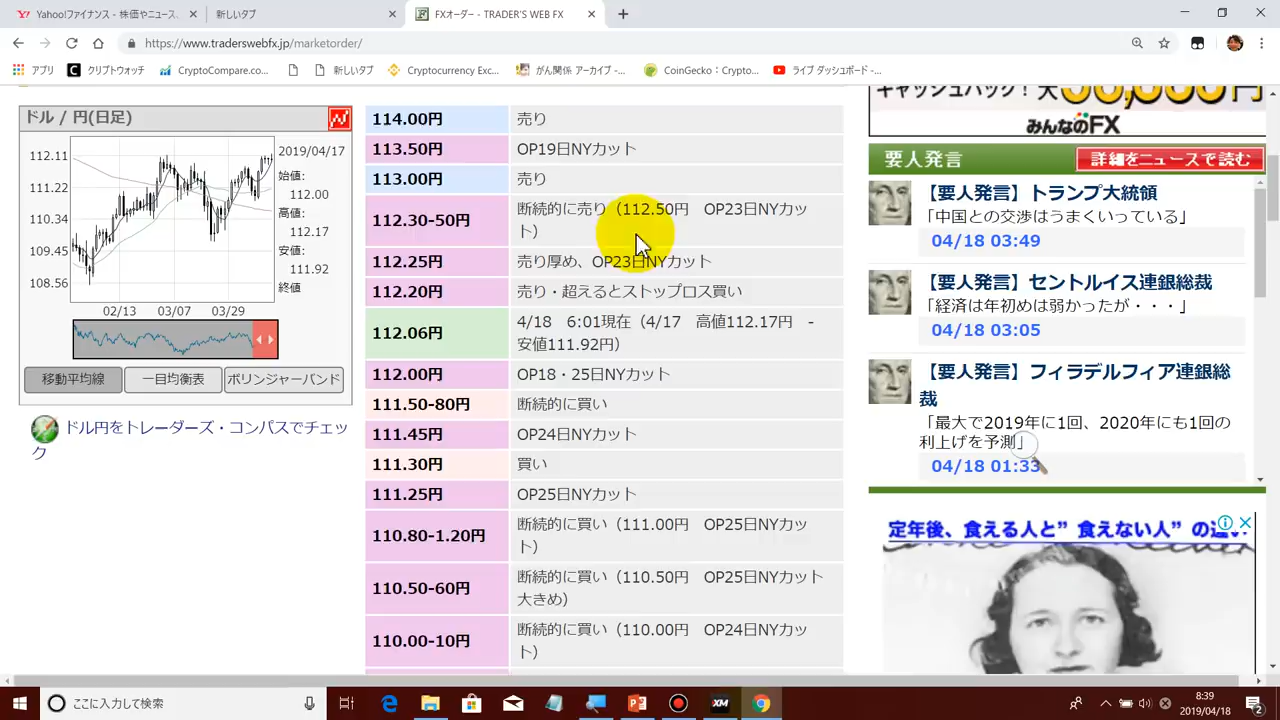 Yahoo!ファイナンス - 株価やニュース、
新しいタブ
FXオーダー - TRADER'S WEB FX
https://www.traderswebfx.jp/marketorder/
アプリ
クリプトウォッチ
CryptoCompare.co...
新しいタブ
Cryptocurrency Exc...
がん関係 アーカイブ -...
CoinGecko：Crypto...
ライブ ダッシュボード -...
ドル / 円(日足)
112.11
111.22
110.34
109.45
108.56
02/13
03/07
03/29
2019/04/17
始値:
112.00
高値:
112.17
安値:
111.92
終値
移動平均線
一目均衡表
ボリンジャーバンド
ドル円をトレーダーズ・コンパスでチェッ
ク
114.00円 売り
113.50円 OP19日NYカット
113.00円 売り
112.30-50円 断続的に売り（112.50円　OP23日NYカッ
ト）
112.25円 売り厚め、OP23日NYカット
112.20円 売り・超えるとストップロス買い
112.06円 4/18　6:01現在（4/17　高値112.17円　-
安値111.92円）
112.00円 OP18・25日NYカット
111.50-80円 断続的に買い
111.45円 OP24日NYカット
111.30円 買い
111.25円 OP25日NYカット
110.80-1.20円 断続的に買い（111.00円　OP25日NYカッ
ト）
110.50-60円 断続的に買い（110.50円　OP25日NYカット
大きめ）
110.00-10円 断続的に買い（110.00円　OP24日NYカッ
ト）
キャッシュバック！
みんなのFX
要人発言
詳細をニュースで読む
【要人発言】トランプ大統領
「中国との交渉はうまくいっている」
04/18 03:49
【要人発言】セントルイス連銀総裁
「経済は年初めは弱かったが・・・」
04/18 03:05
【要人発言】フィラデルフィア連銀総
裁
「最大で2019年に1回、2020年にも1回の
利上げを予測」
04/18 01:33
定年後、食える人と”食えない人”の違い
ここに入力して検索
XM
8:39
2019/04/18
2